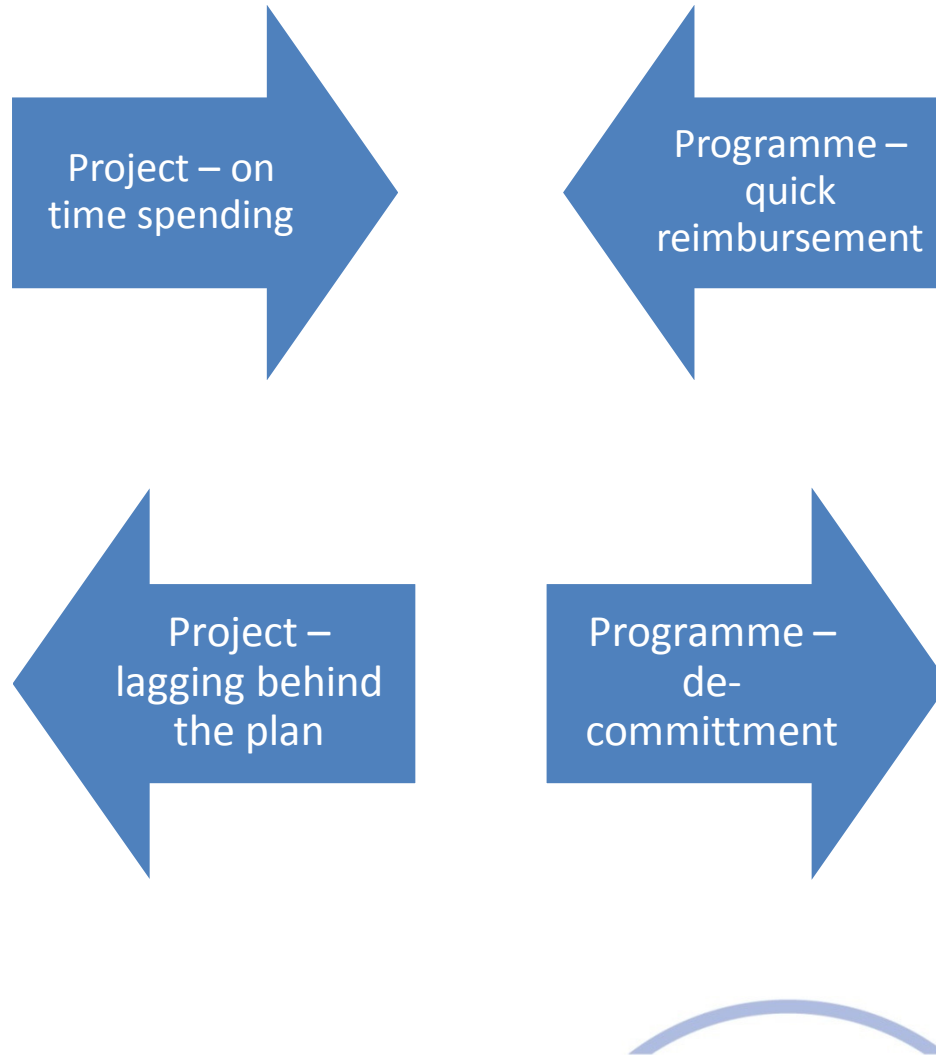 Project – on
time spending
Programme –
quick
reimbursement
Project –
lagging behind
the plan
Programme –
de-
committment